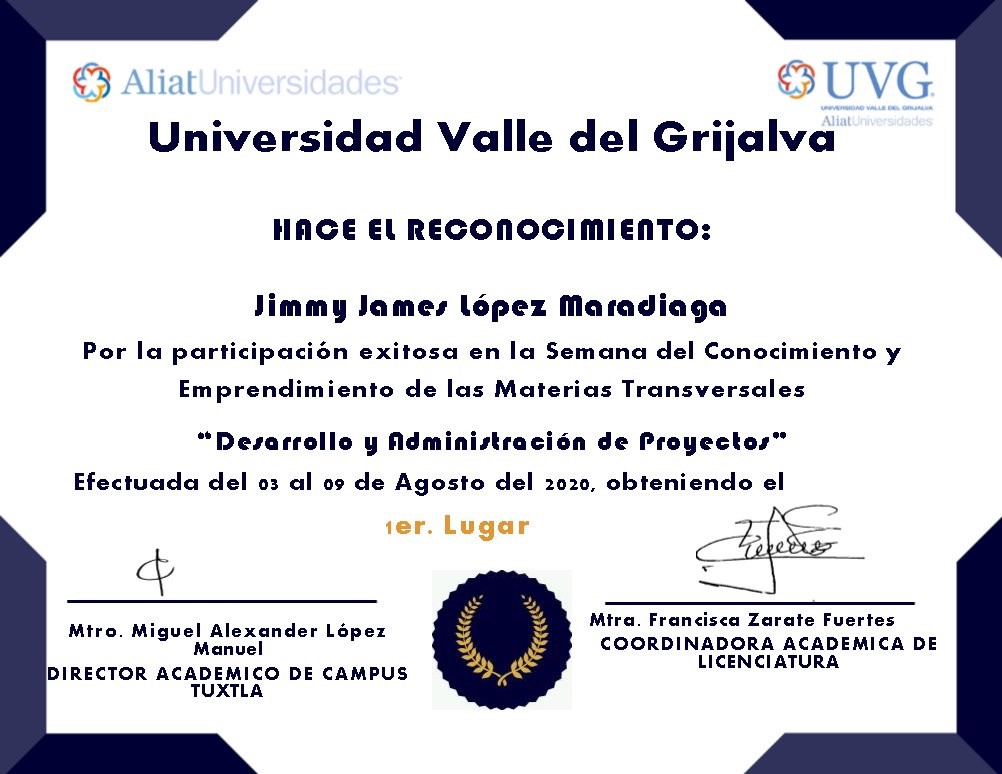 AliatUniversidades
UVG
UNIVERSIDAD VALLE DEL GRIJALVA
AliatUniversidades
Universidad Valle del Grijalva
HACE EL RECONOCIMIENTO:
Jimmy James López Maradiaga
Por la participación exitosa en la Semana del Conocimiento y
Emprendimiento de las Materias Transversales
“Desarrollo y Administración de Proyectos”
Efectuada del 03 al 09 de Agosto del 2020, obteniendo el
1er. Lugar
Mtro. Miguel Alexander López
Manuel
DIRECTOR ACADEMICO DE CAMPUS
TUXTLA
Mtra. Francisca Zarate Fuertes
COORDINADORA ACADEMICA DE
LICENCIATURA